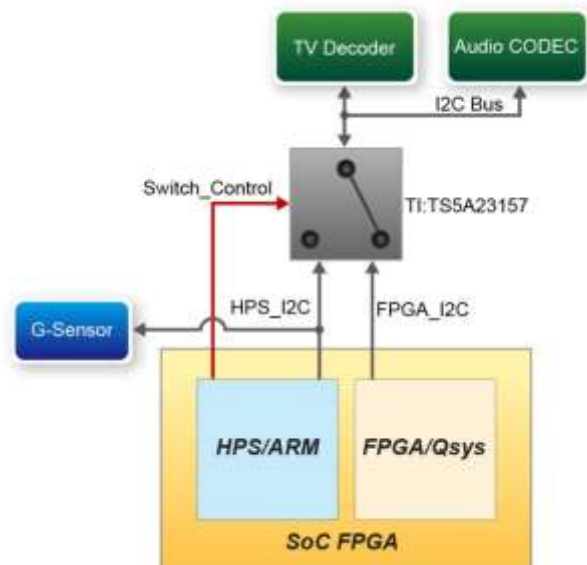 TV Decoder
Audio CODEC
I2C Bus
Switch_Control
TI:TS5A23157
HPS_I2C
FPGA_I2C
G-Sensor
HPS/ARM
FPGA/Qsys
SoC FPGA